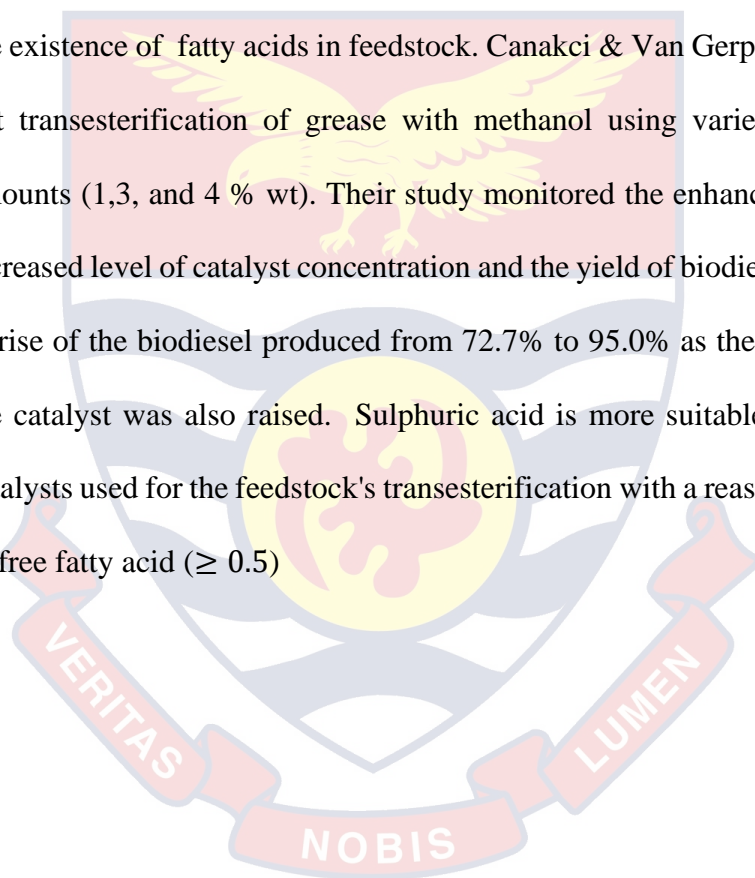 existence of fatty acids in feedstock. Canakci & Van Gerp
transesterification of grease with methanol using varie
ounts (1,3, and 4 % wt). Their study monitored the enhanc
creased level of catalyst concentration and the yield of biodie
rise of the biodiesel produced from 72.7% to 95.0% as the
catalyst was also raised. Sulphuric acid is more suitable
alysts used for the feedstock's transesterification with a reas
free fatty acid (≥ 0.5)
VERITAS
NOBIS
LUMEN